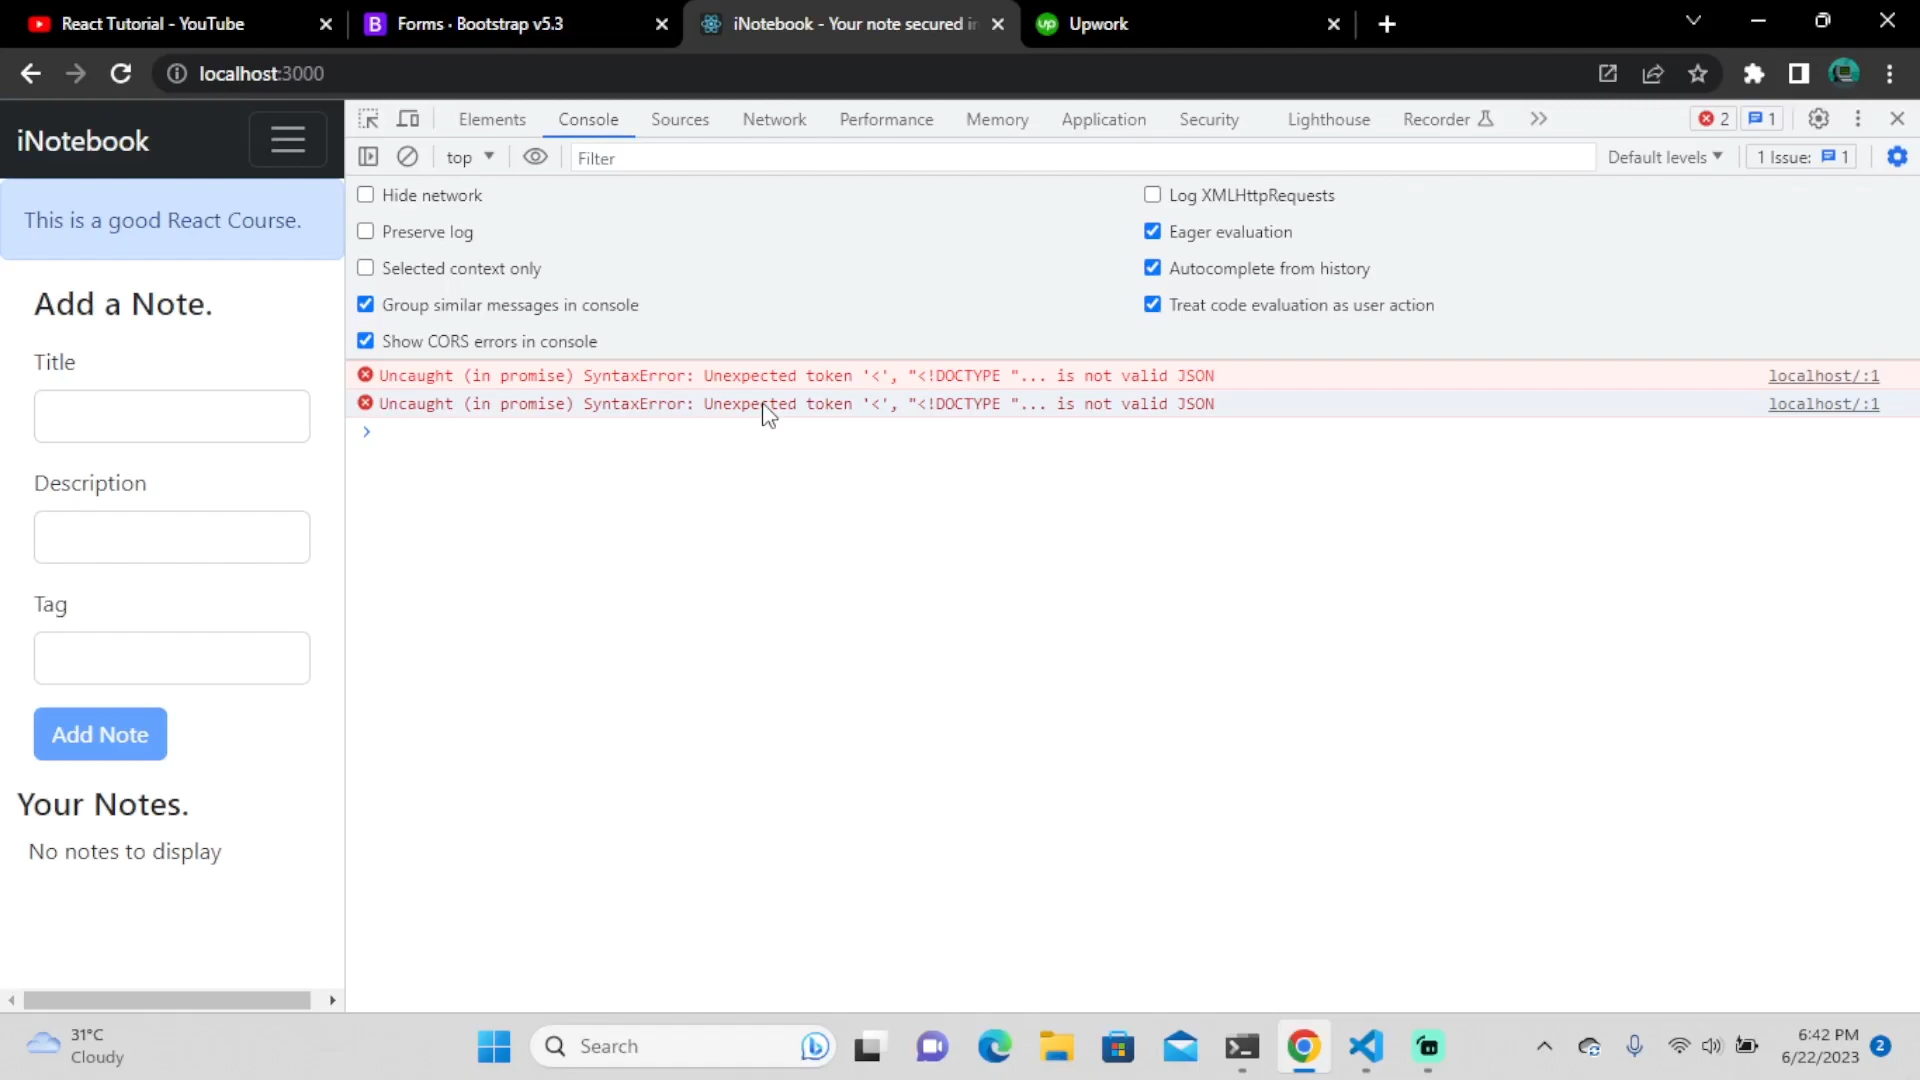 React Tutorial - YouTube
Forms · Bootstrap v5.3
iNotebook - Your note secured in
Upwork
localhost:3000
iNotebook
This is a good React Course.
Add a Note.
Title
Description
Tag
Add Note
Your Notes.
No notes to display
Elements
Console
Sources
Network
Performance
Memory
Application
Security
Lighthouse
Recorder
2
1
top
Filter
Default levels
1 Issue: 1
Hide network
Preserve log
Selected context only
Group similar messages in console
Show CORS errors in console
Log XMLHttpRequests
Eager evaluation
Autocomplete from history
Treat code evaluation as user action
Uncaught (in promise) SyntaxError: Unexpected token '<', "<!DOCTYPE "... is not valid JSON localhost/:1
Uncaught (in promise) SyntaxError: Unexpected token '<', "<!DOCTYPE "... is not valid JSON localhost/:1
31°C
Cloudy
Search
6:42 PM
6/22/2023
2